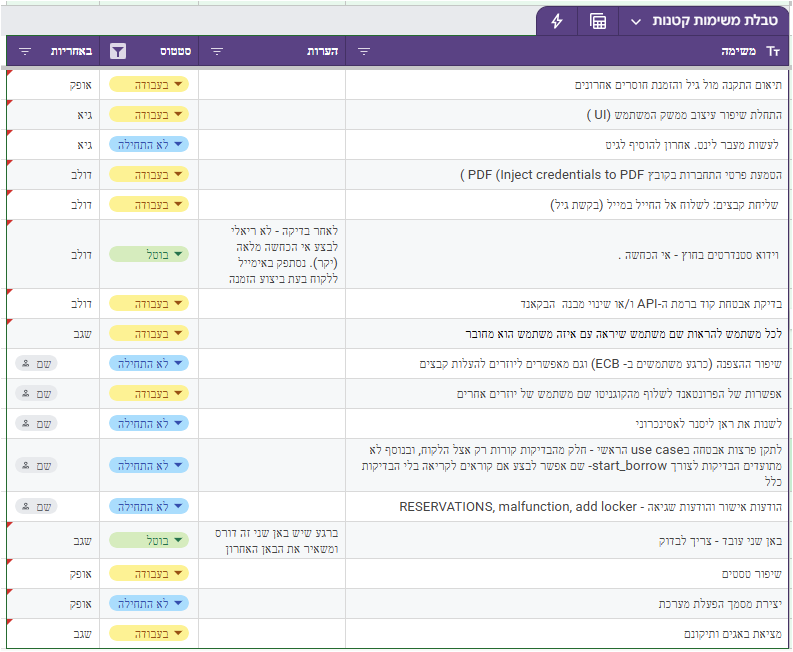 טבלת משימות קטנות
משימה הערות סטטוס באחריות
תיאום התקנה מול גיל והזמנת חוסרים אחרונים בעבודה אופק
התחלת שיפור עיצוב ממשק המשתמש (UI ) בעבודה גיא
לעשות מעבר לינט. אחרון להוסיף לגיט לא התחילה גיא
הטמעת פרטי התחברות בקובץ PDF (Inject credentials to PDF ) בעבודה דולב
שליחת קבצים: לשלוח אל החייל במייל (בקשת גיל) בעבודה דולב
וידוא סטנדרטים בחוץ - אי הכחשה . לאחר בדיקה - לא ריאלי
לבצע אי הכחשה מלאה
(יקר). נסתפק באימייל
ללקוח בעת ביצוע הזמנה בוטל דולב
בדיקת אבטחת קוד ברמת ה-API ו/או שינוי מבנה הבקאנד בעבודה דולב
לכל משתמש להראות שם משתמש שיראה עם איזה משתמש הוא מחובר בעבודה שגב
שיפור ההצפנה (כרגע משתמשים ב- ECB) וגם מאפשרים ליוזרים להעלות קבצים לא התחילה שם
אפשרות של הפרונטאנד לשלוף מהקוגניטו שם משתמש של יוזרים אחרים בעבודה שם
לשנות את ראן ליסנר לאסינכרוני לא התחילה שם
לתקן פרצות אבטחה בuse case הראשי - חלק מהבדיקות קורות רק אצל הלקוח, ובנוסף לא
מתועדים הבדיקות לצורך start_borrow- שם אפשר לבצע אם קוראים לקריאה בלי הבדיקות
כלל לא התחילה שם
הודעות אישור והודעות שגיאה - RESERVATIONS, malfunction, add locker לא התחילה שם
באן שני עובד - צריך לבדוק ברגע שיש באן שני זה דורס
ומשאיר את הבאן האחרון בוטל שגב
שיפור טסטים בעבודה אופק
יצירת מסמך הפעלת מערכת לא התחילה אופק
מציאת באגים ותיקונם בעבודה שגב